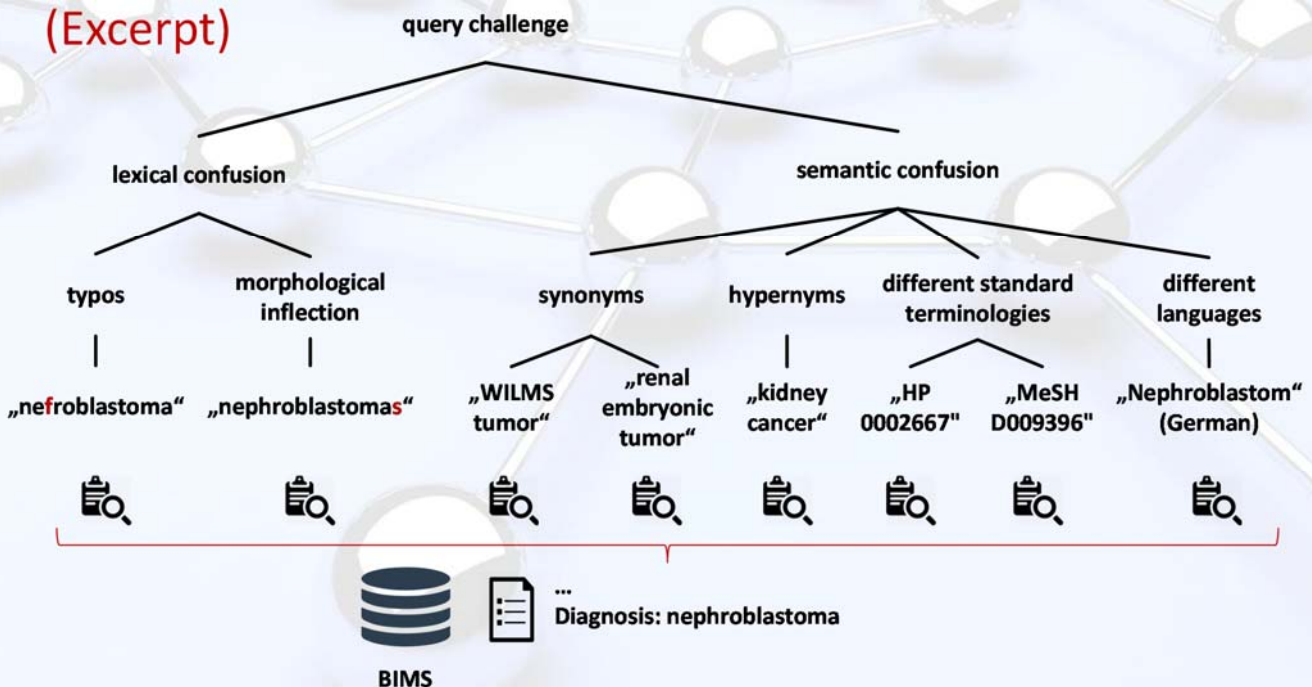 (Excerpt)
query challenge
lexical confusion
semantic confusion
typos
morphological
inflection
synonyms
hypernyms
different standard
terminologies
different
languages
„nefroblastoma“
„nephroblastomas“
„WILMS
tumor“
„renal
embryonic
tumor“
„kidney
cancer“
„HP
0002667"
„MeSH
D009396"
„Nephroblastom“
(German)
...
Diagnosis: nephroblastoma
BIMS